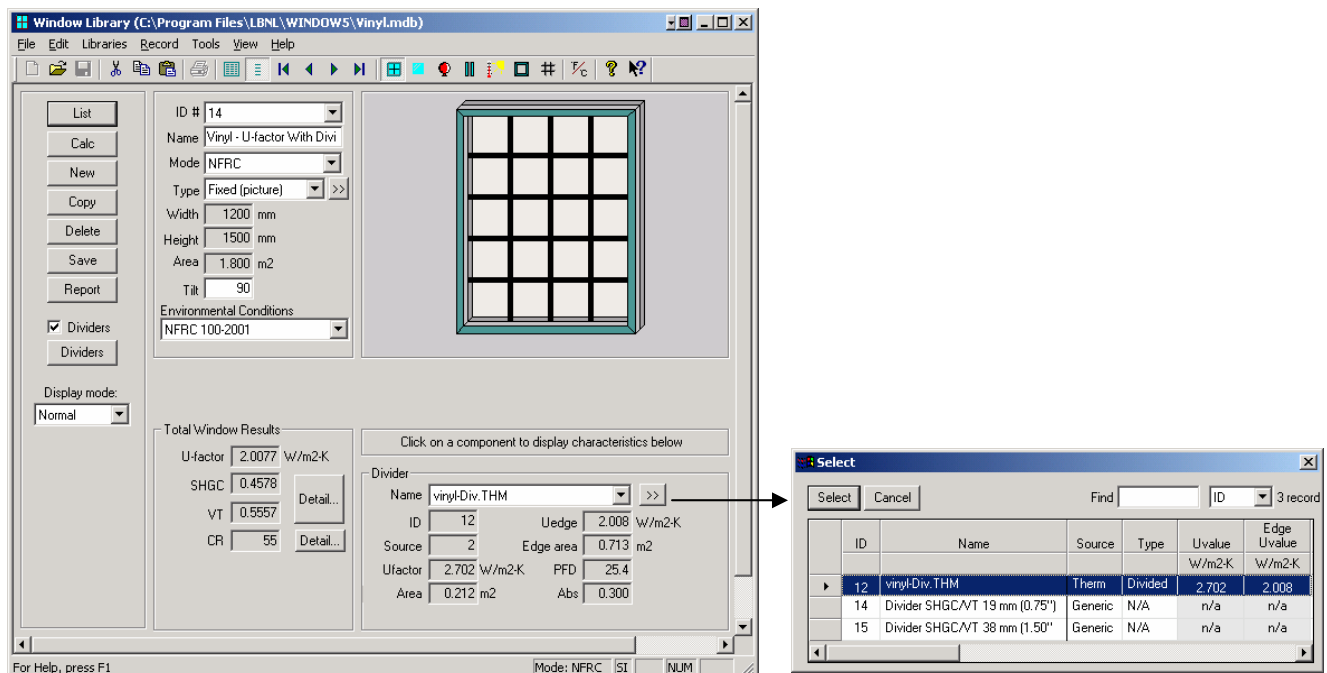 Window Library (C:\Program Files\LBNL\WINDOW5\Vinyl.mdb)
File Edit Libraries Record Tools View Help
List
Calc
New
Copy
Delete
Save
Report
Dividers
Dividers
Display mode:
Normal
ID # 14
Name Vinyl - U-factor With Divi
Mode NFRC
Type Fixed (picture) >>
Width 1200 mm
Height 1500 mm
Area 1.800 m2
Tilt 90
Environmental Conditions
NFRC 100-2001
Total Window Results
U-factor 2.0077 W/m2-K
SHGC 0.4578
Detail...
VT 0.5557
CR 55 Detail...
Click on a component to display characteristics below
Divider
Name vinyl-Div.THM >>
ID 12 Uedge 2.008 W/m2-K
Source 2 Edge area 0.713 m2
Ufactor 2.702 W/m2-K PFD 25.4
Area 0.212 m2 Abs 0.300
For Help, press F1 Mode: NFRC SI NUM
Select
Select Cancel Find ID 3 record
ID Name Source Type Uvalue Edge Uvalue
W/m2-K W/m2-K
12 vinyl-Div.THM Therm Divided 2.702 2.008
14 Divider SHGC/VT 19 mm (0.75") Generic N/A n/a n/a
15 Divider SHGC/VT 38 mm (1.50" Generic N/A n/a n/a